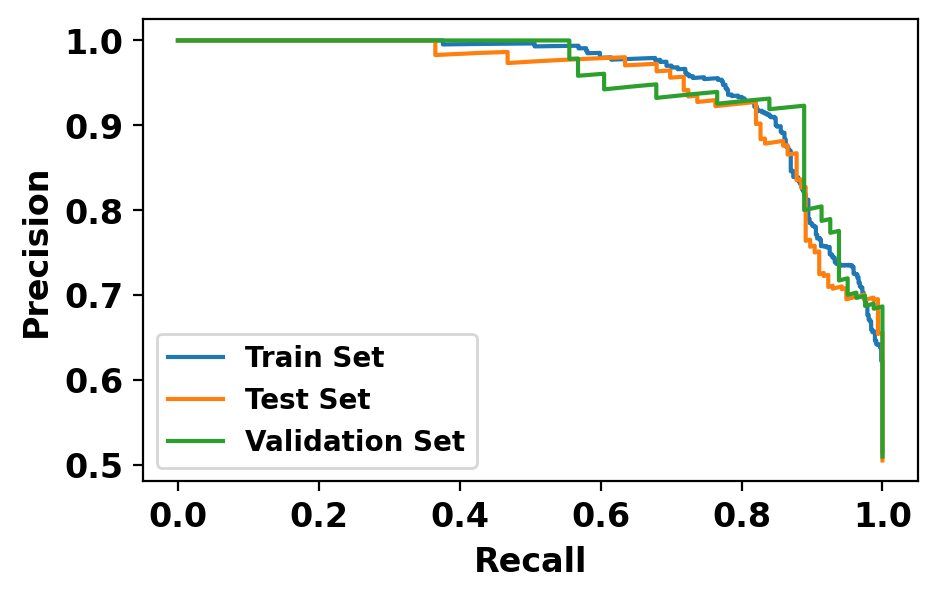 1.0
0.9
0.8
0.7
0.6
0.5
Precision
Train Set
Test Set
Validation Set
0.0 0.2 0.4 0.6 0.8 1.0
Recall